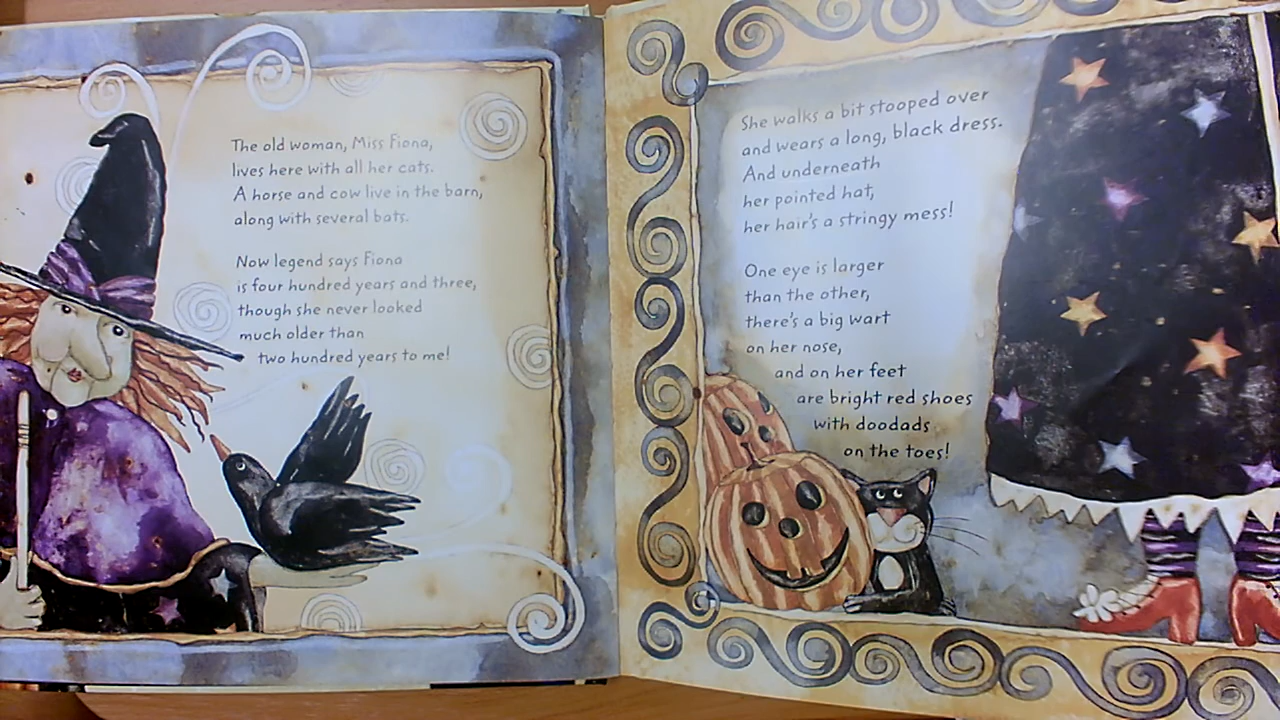 The old woman, Miss Fiona,
lives here with all her cats.
A horse and cow live in the barn,
along with several bats.
Now legend says Fiona
is four hundred years and three,
though she never looked
much older than
two hundred years to me!
She walks a bit stooped over
and wears a long, black dress.
And underneath
her pointed hat,
her hair's a stringy mess!
One eye is larger
than the other,
there's a big wart
on her nose,
and on her feet
are bright red shoes
with doodads
on the toes!